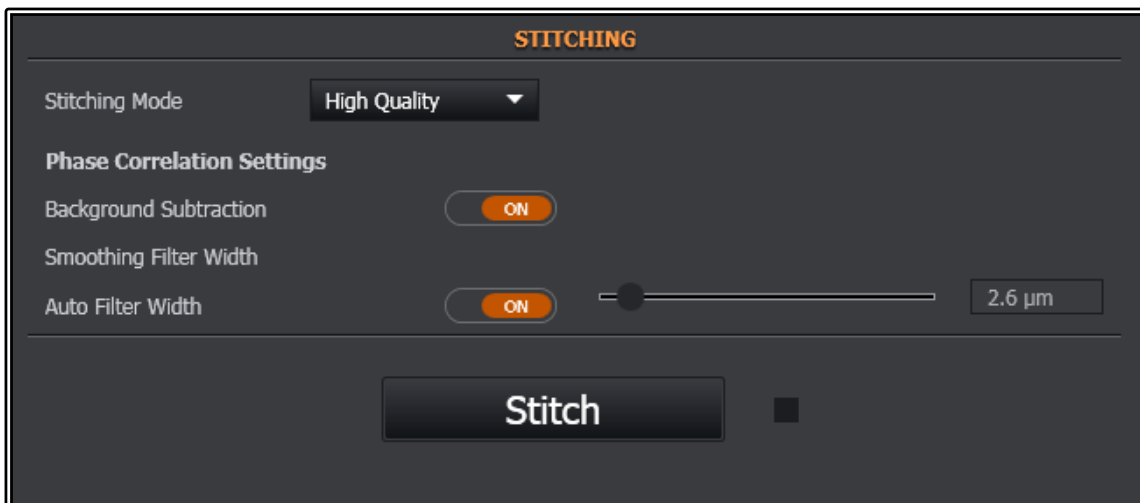 STITCHING
Stitching Mode High Quality
Phase Correlation Settings
Background Subtraction ON
Smoothing Filter Width
Auto Filter Width ON 2.6 µm
Stitch